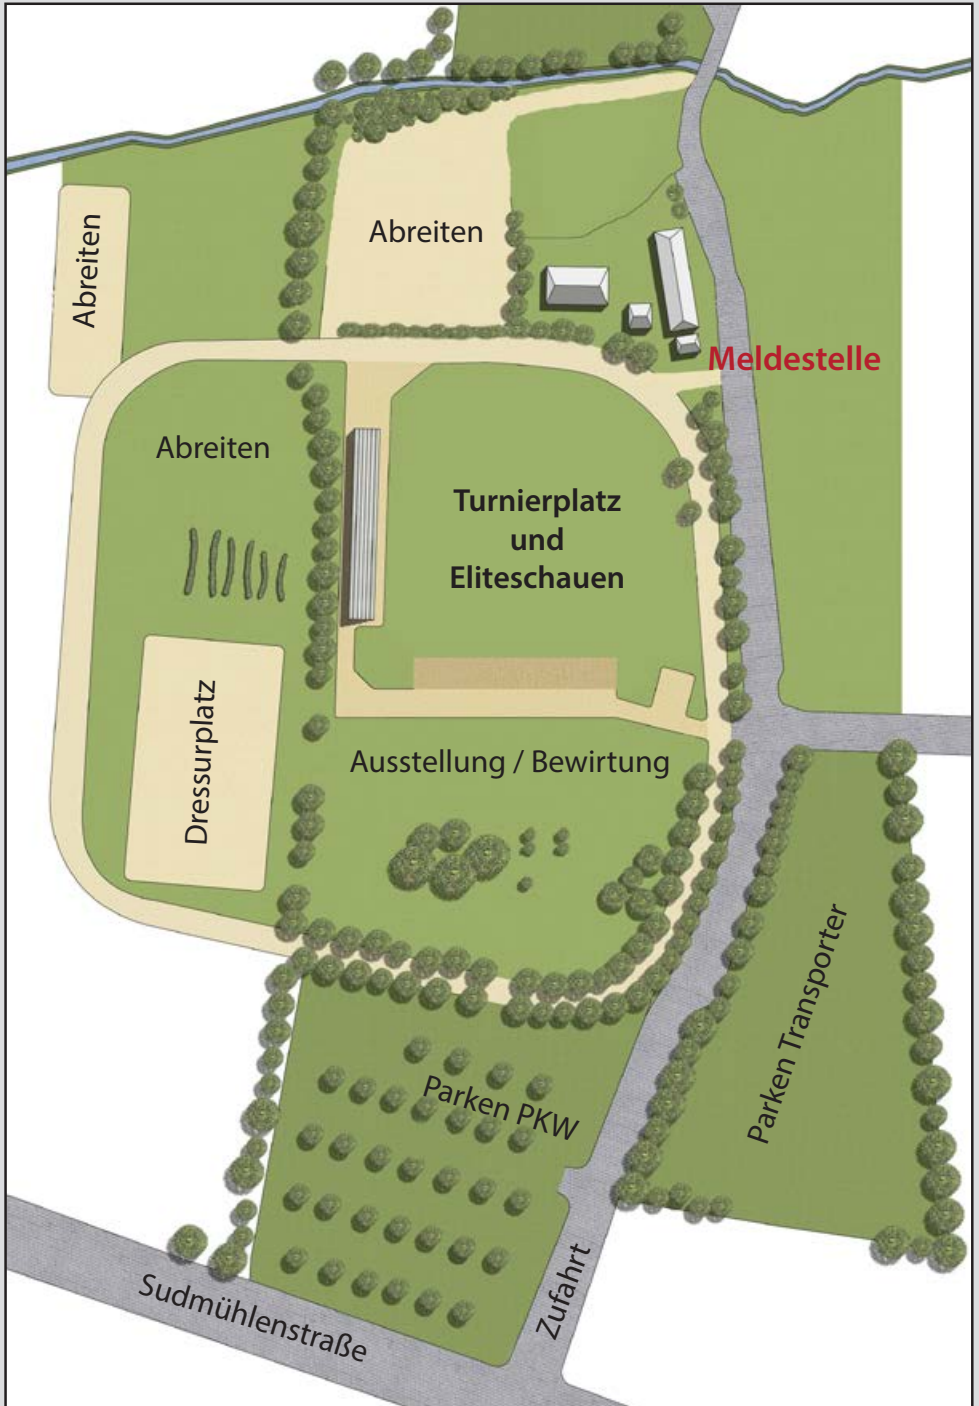 Abreiten
Abreiten
Meldestelle
Abreiten
Turnierplatz
und
Eliteschauen
Dressurplatz
Ausstellung / Bewirtung
Parken Transporter
Parken PKW
Zufahrt
Sudmühlenstraße